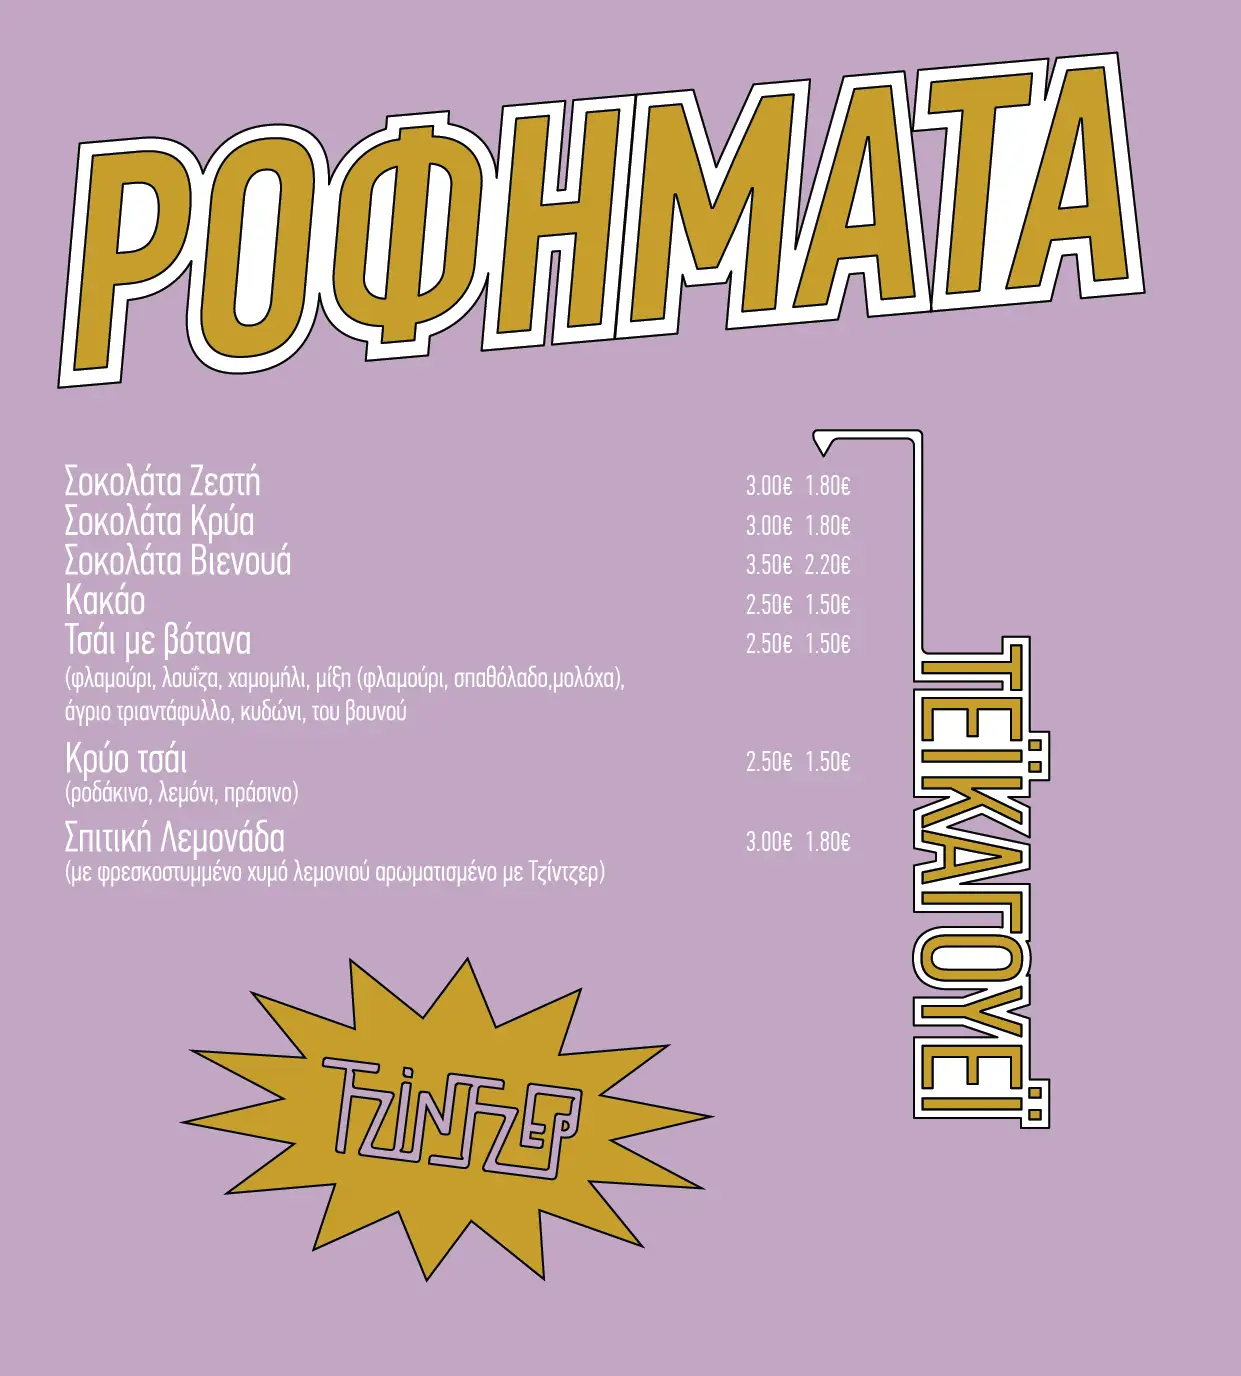 ΡΟΦΗΜΑΤΑ
Σοκολάτα Ζεστή 3.00€ 1.80€
Σοκολάτα Κρύα 3.00€ 1.80€
Σοκολάτα Βιενουά 3.50€ 2.20€
Κακάο 2.50€ 1.50€
Τσάι με βότανα 2.50€ 1.50€
(φλαμούρι, λουΐζα, χαμομήλι, μίξη (φλαμούρι, σπαθόλαδο,μολόχα),
άγριο τριαντάφυλλο, κυδώνι, του βουνού
Κρύο τσάι 2.50€ 1.50€
(ροδάκινο, λεμόνι, πράσινο)
Σπιτική Λεμονάδα 3.00€ 1.80€
(με φρεσκοστυμμένο χυμό λεμονιού αρωματισμένο με Τζίντζερ)
ΤΕΪΚΑΓΟΥΕΪ
ΤΖΙΝΤΖΕΡ